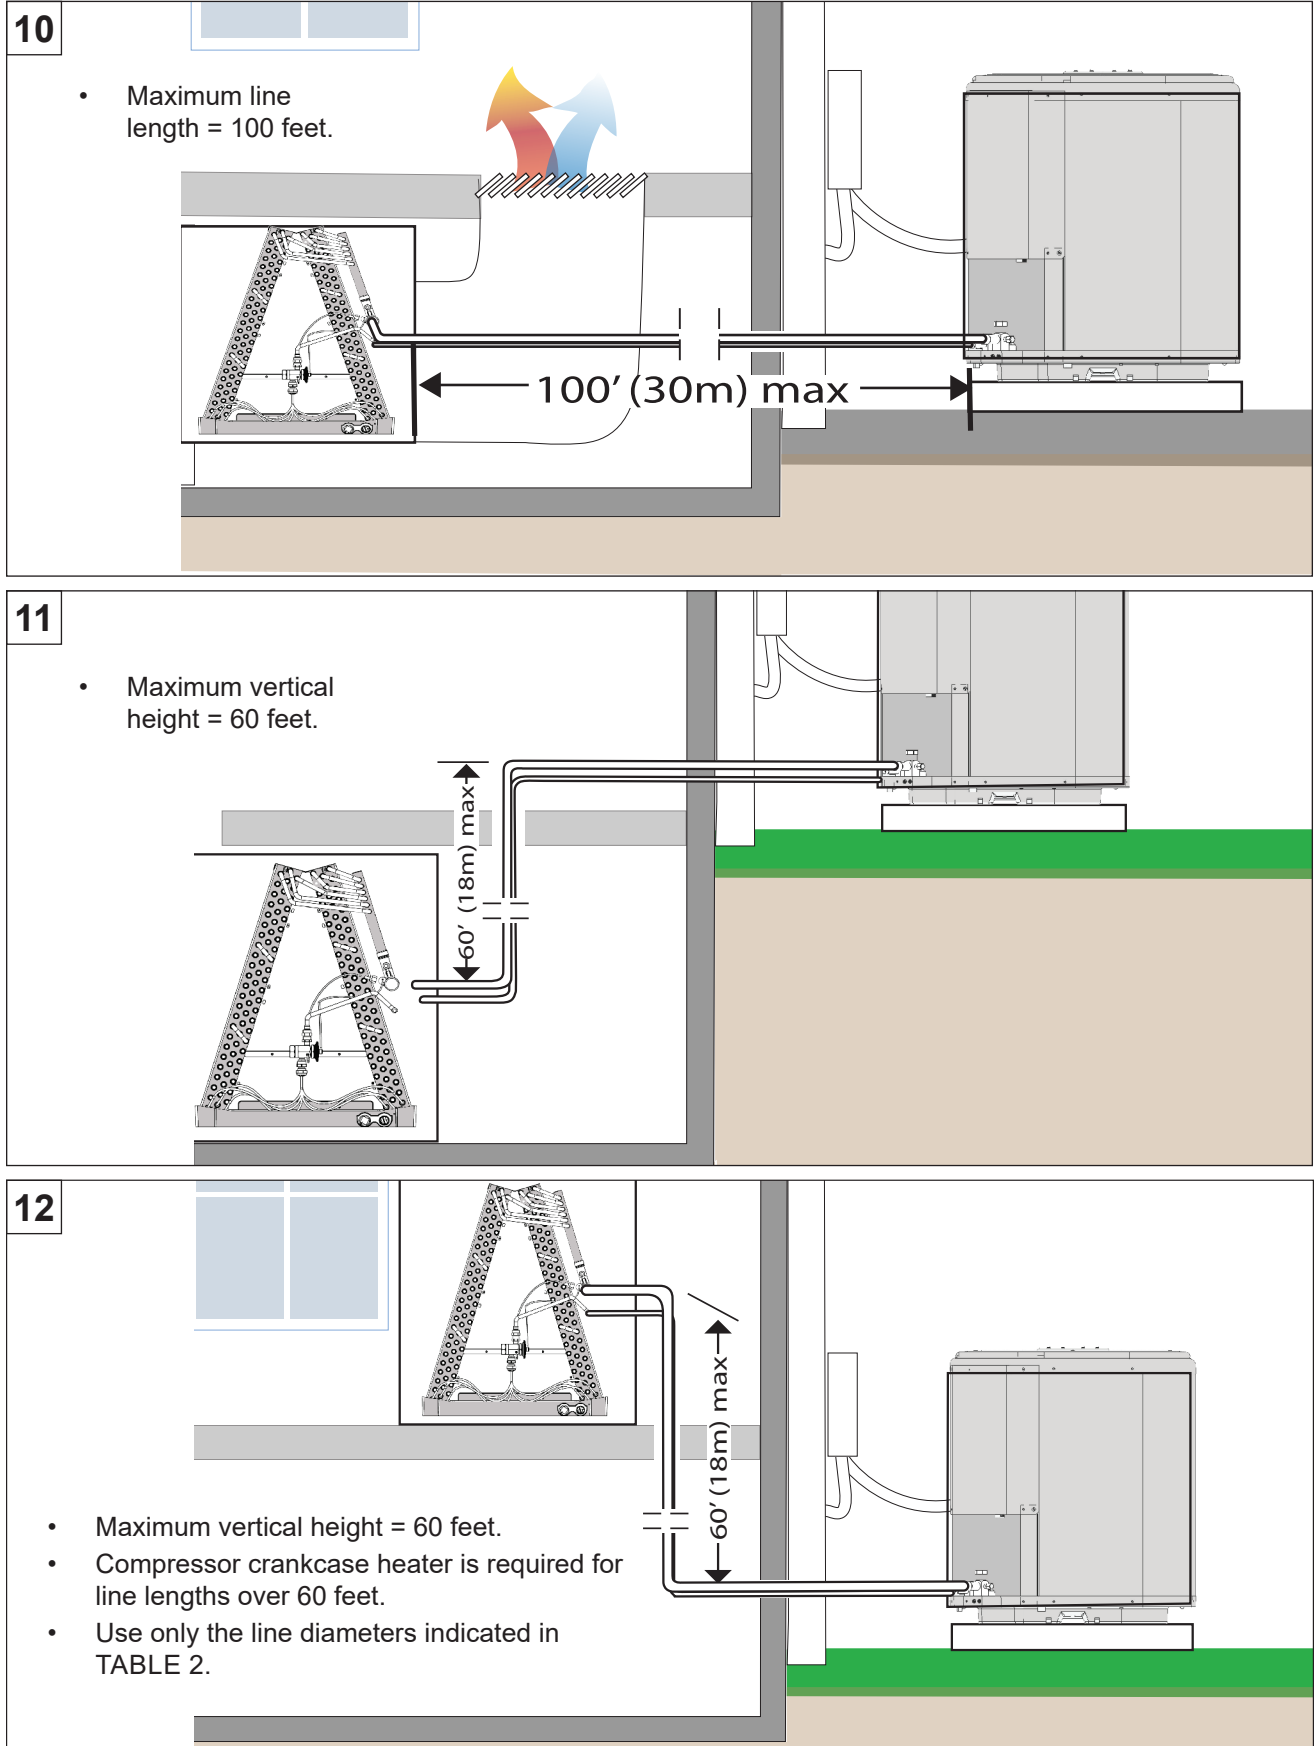 10
• Maximum line
length = 100 feet.
100′ (30m) max
11
• Maximum vertical
height = 60 feet.
60′ (18m) max
12
60′ (18m) max
• Maximum vertical height = 60 feet.
• Compressor crankcase heater is required for
line lengths over 60 feet.
• Use only the line diameters indicated in
TABLE 2.